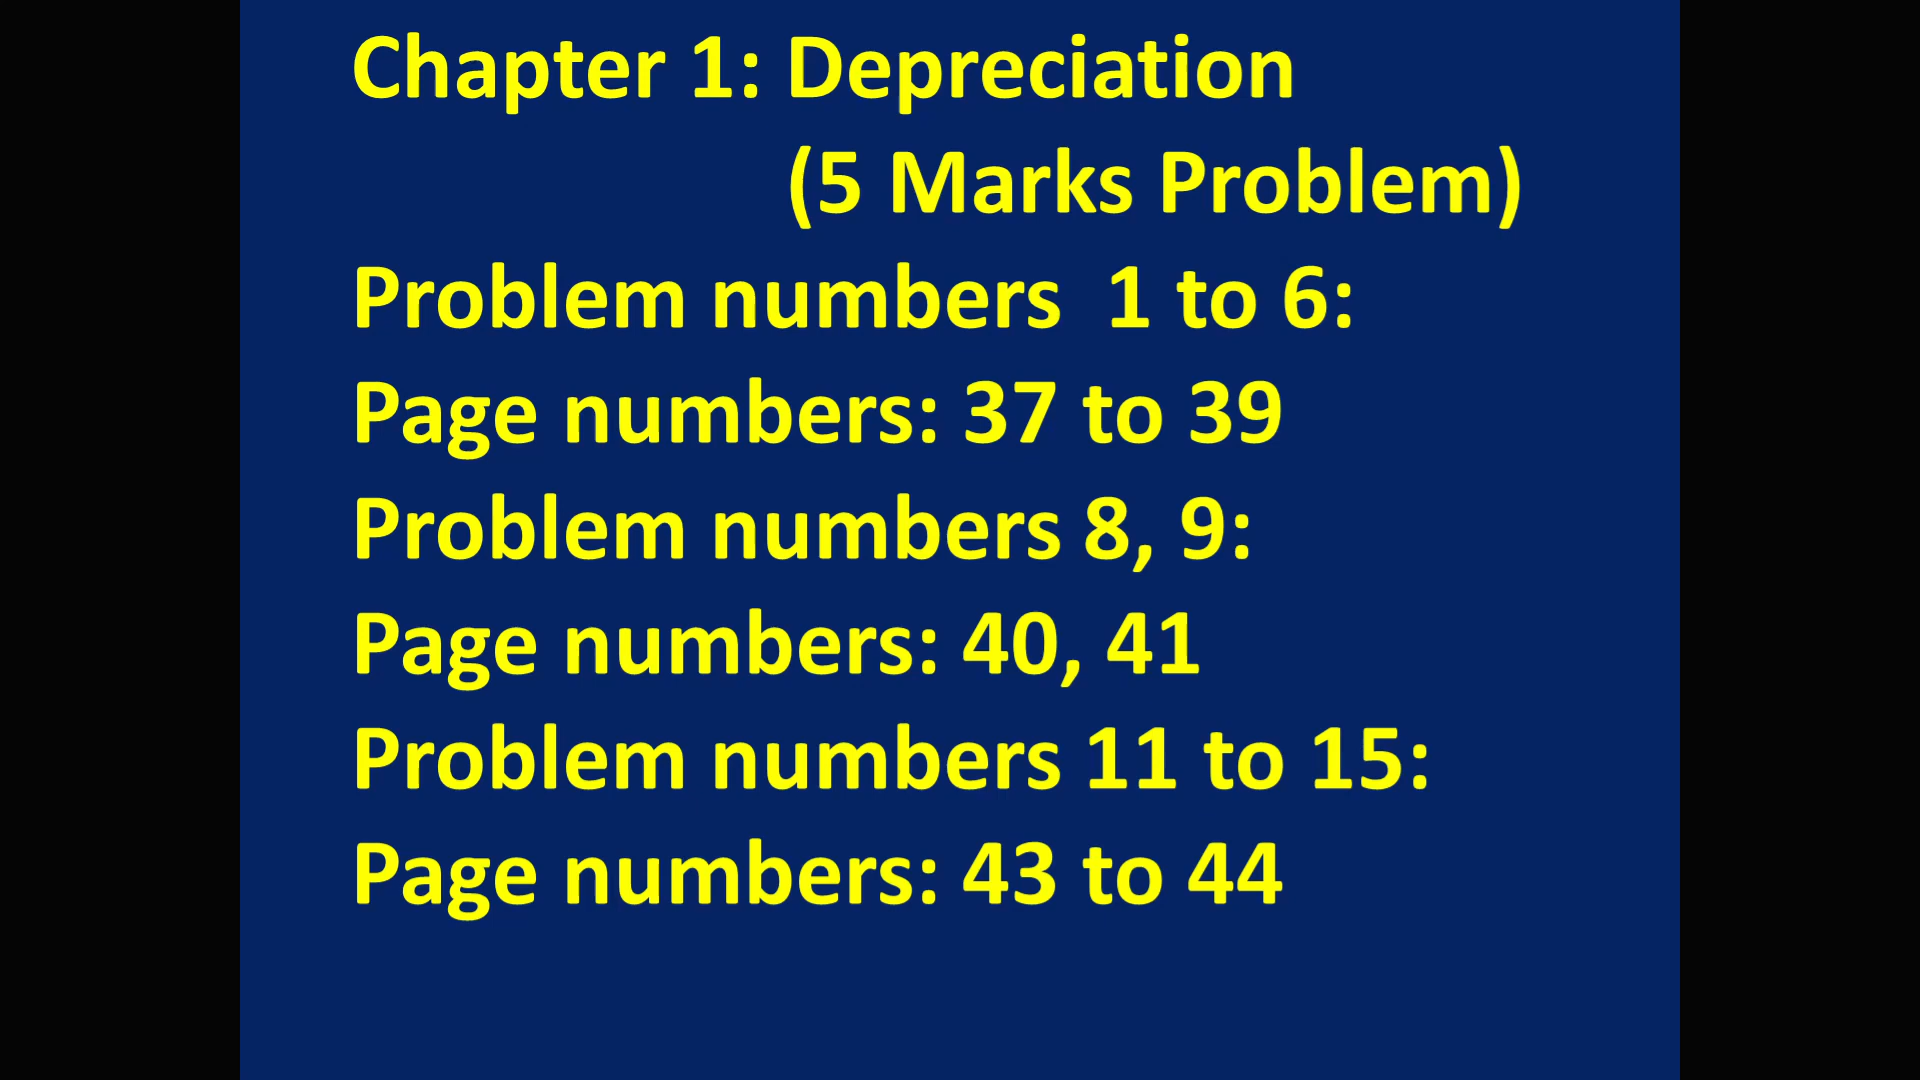 Chapter 1: Depreciation
(5 Marks Problem)
Problem numbers  1 to 6:
Page numbers: 37 to 39
Problem numbers 8, 9:
Page numbers: 40, 41
Problem numbers 11 to 15:
Page numbers: 43 to 44